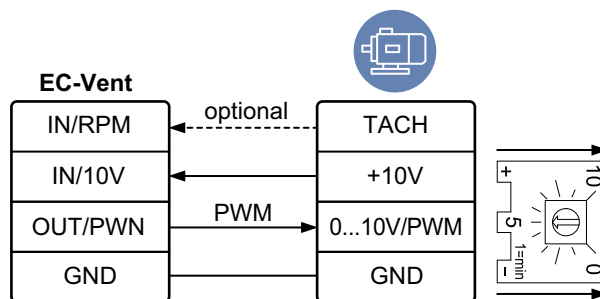 EC-Vent
IN/RPM
optional
TACH
IN/10V
+10V
OUT/PWN
PWM
0...10V/PWM
GND
GND
+
10
5
1=min
-
0